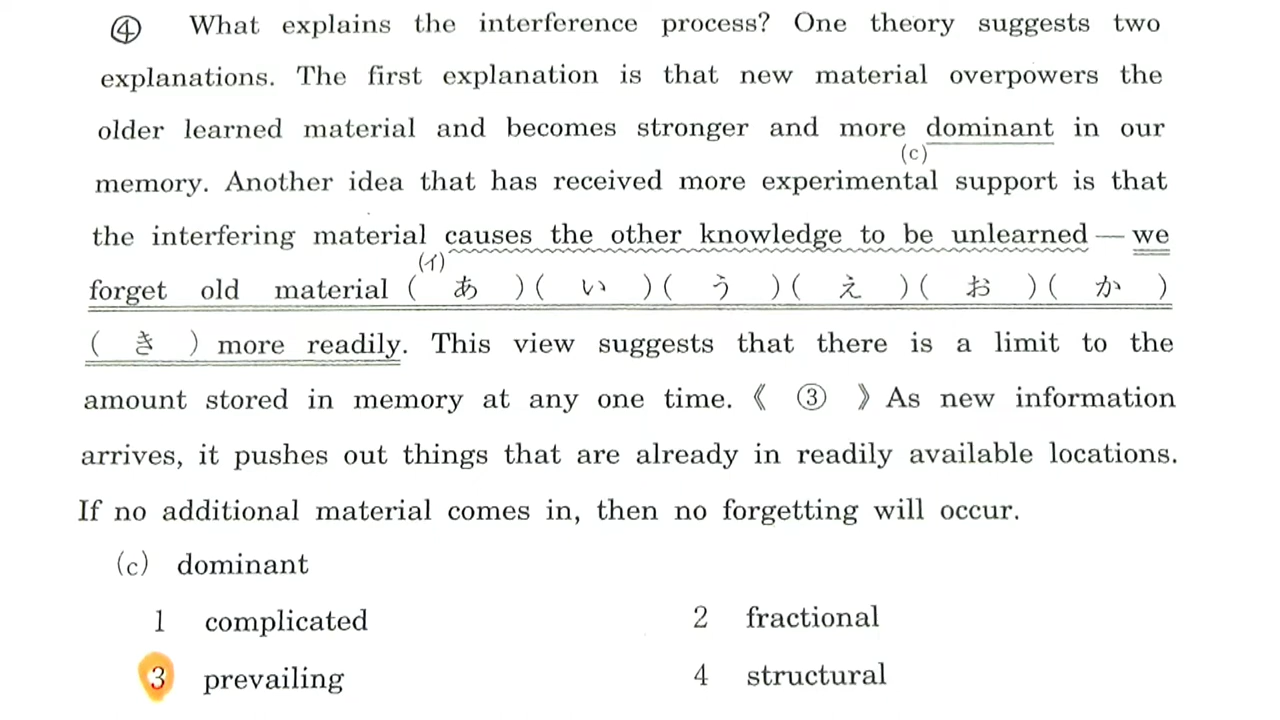 ④ What explains the interference process? One theory suggests two
explanations. The first explanation is that new material overpowers the
older learned material and becomes stronger and more dominant in our
(c)
memory. Another idea that has received more experimental support is that
the interfering material causes the other knowledge to be unlearned — we
(イ)
forget old material ( あ )( い )( う )( え )( お )( か )
( き ) more readily. This view suggests that there is a limit to the
amount stored in memory at any one time. 《 ③ 》 As new information
arrives, it pushes out things that are already in readily available locations.
If no additional material comes in, then no forgetting will occur.
(c) dominant
1 complicated 2 fractional
3 prevailing 4 structural